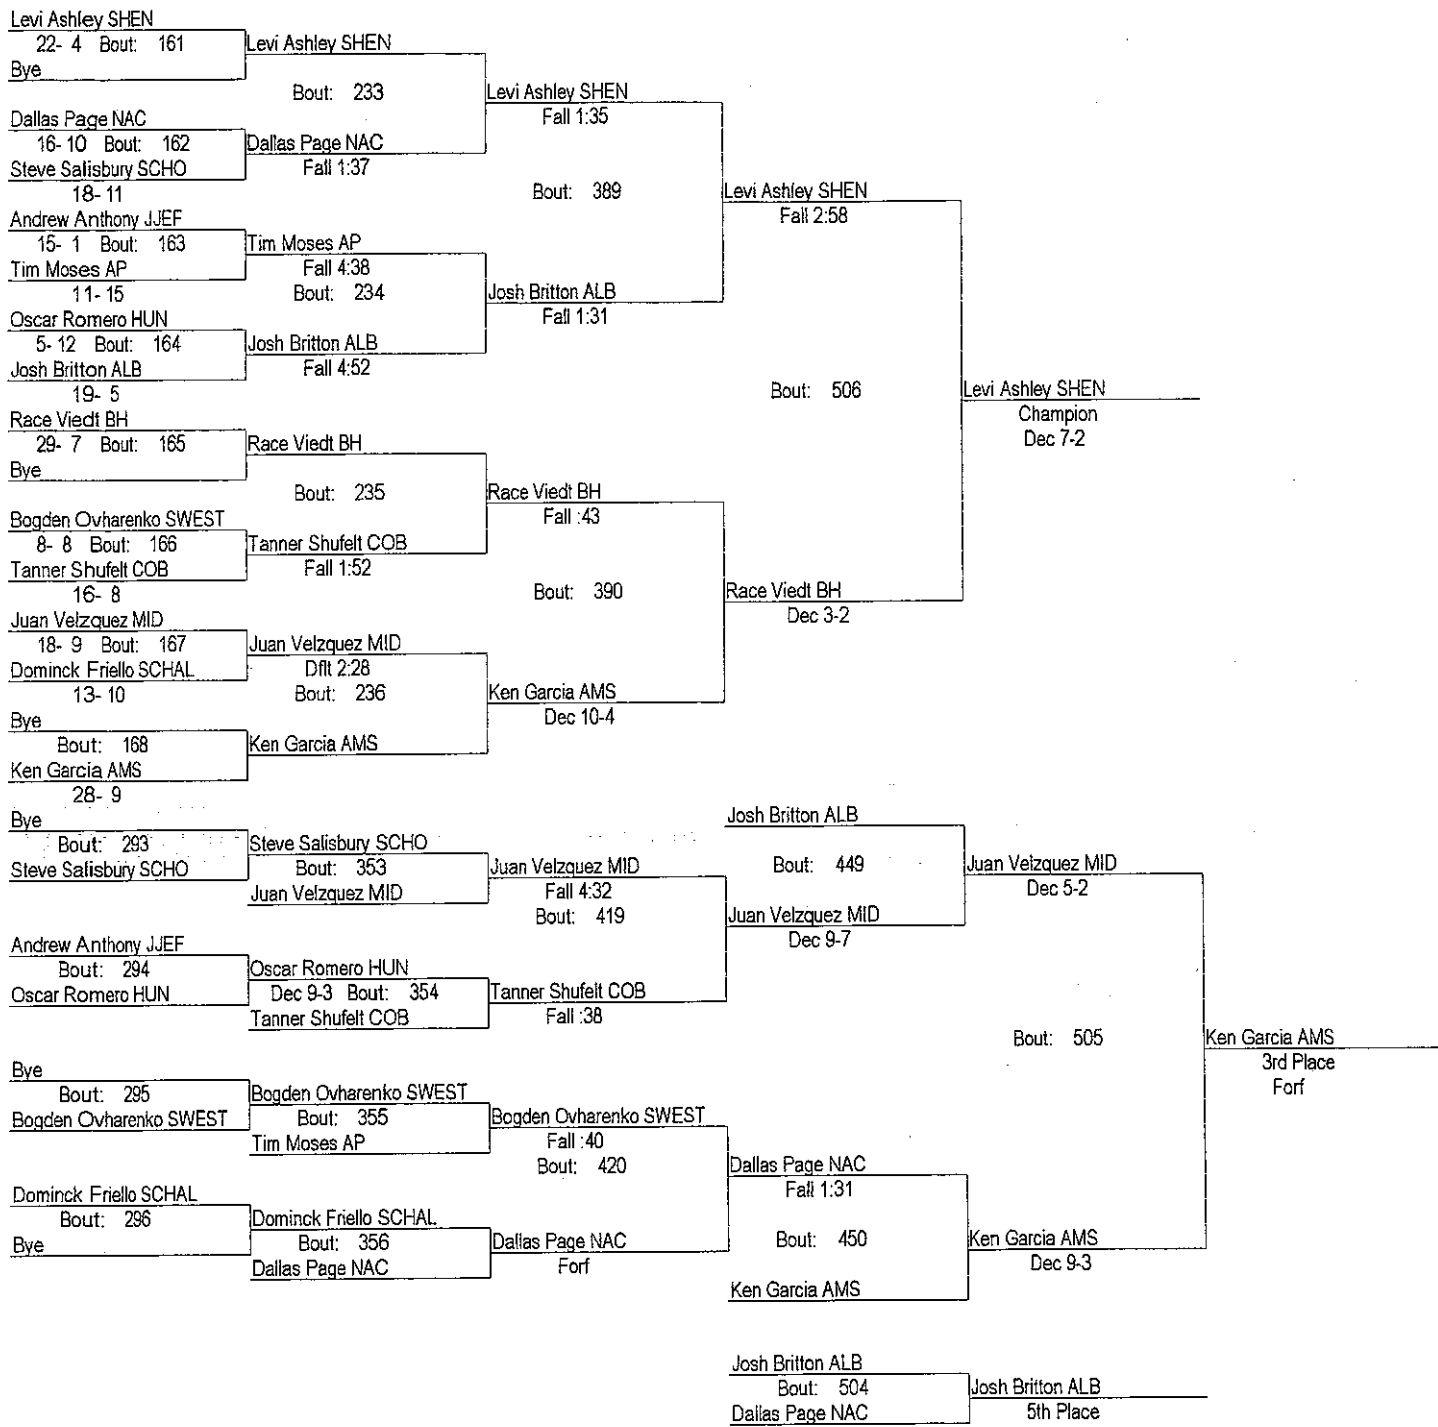 Levi Ashley SHEN
22- 4 Bout: 161
Bye
Levi Ashley SHEN
Bout: 233
Levi Ashley SHEN
Fall 1:35
Dallas Page NAC
16- 10 Bout: 162
Steve Salisbury SCHO
18- 11
Dallas Page NAC
Fall 1:37
Bout: 389
Levi Ashley SHEN
Fall 2:58
Andrew Anthony JJEF
15- 1 Bout: 163
Tim Moses AP
11- 15
Tim Moses AP
Fall 4:38
Bout: 234
Josh Britton ALB
Fall 1:31
Oscar Romero HUN
5- 12 Bout: 164
Josh Britton ALB
19- 5
Josh Britton ALB
Fall 4:52
Bout: 506
Levi Ashley SHEN
Champion
Dec 7-2
Race Viedt BH
29- 7 Bout: 165
Bye
Race Viedt BH
Bout: 235
Race Viedt BH
Fall :43
Bogden Ovharenko SWEST
8- 8 Bout: 166
Tanner Shufelt COB
16- 8
Tanner Shufelt COB
Fall 1:52
Bout: 390
Race Viedt BH
Dec 3-2
Juan Velzquez MID
18- 9 Bout: 167
Dominck Friello SCHAL
13- 10
Juan Velzquez MID
Dflt 2:28
Bout: 236
Ken Garcia AMS
Dec 10-4
Bye
Bout: 168
Ken Garcia AMS
28- 9
Ken Garcia AMS
Bye
Bout: 293
Steve Salisbury SCHO
Steve Salisbury SCHO
Bout: 353
Juan Velzquez MID
Juan Velzquez MID
Fall 4:32
Bout: 419
Josh Britton ALB
Bout: 449
Juan Velzquez MID
Dec 9-7
Juan Velzquez MID
Dec 5-2
Andrew Anthony JJEF
Bout: 294
Oscar Romero HUN
Oscar Romero HUN
Dec 9-3 Bout: 354
Tanner Shufelt COB
Tanner Shufelt COB
Fall :38
Bout: 505
Ken Garcia AMS
3rd Place
Forf
Bye
Bout: 295
Bogden Ovharenko SWEST
Bogden Ovharenko SWEST
Bout: 355
Tim Moses AP
Bogden Ovharenko SWEST
Fall :40
Bout: 420
Dallas Page NAC
Fall 1:31
Dominck Friello SCHAL
Bout: 296
Bye
Dominck Friello SCHAL
Bout: 356
Dallas Page NAC
Dallas Page NAC
Forf
Bout: 450
Ken Garcia AMS
Ken Garcia AMS
Dec 9-3
Josh Britton ALB
Bout: 504
Dallas Page NAC
Josh Britton ALB
5th Place